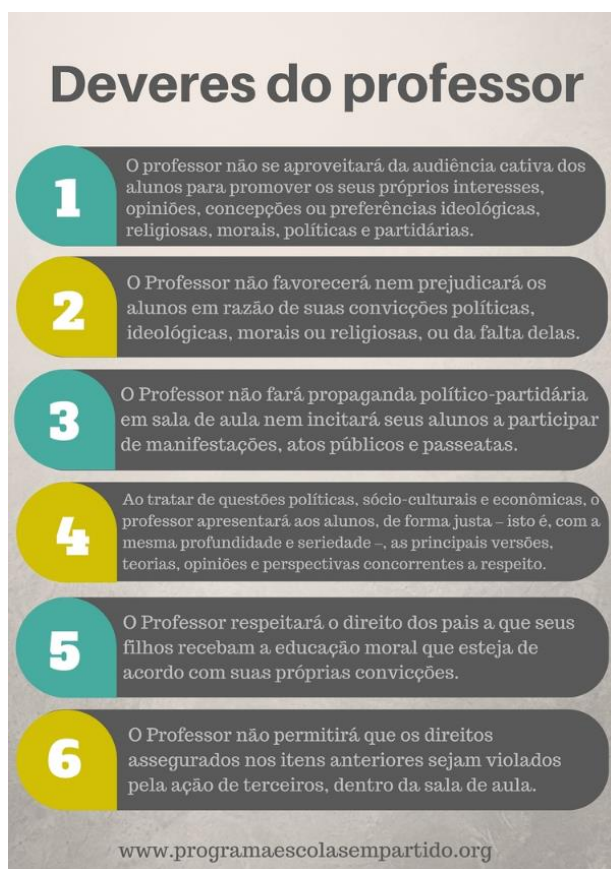 Deveres do professor
1
O professor não se aproveitará da audiência cativa dos
alunos para promover os seus próprios interesses,
opiniões, concepções ou preferências ideológicas,
religiosas, morais, políticas e partidárias.
2
O Professor não favorecerá nem prejudicará os
alunos em razão de suas convicções políticas,
ideológicas, morais ou religiosas, ou da falta delas.
3
O Professor não fará propaganda político-partidária
em sala de aula nem incitará seus alunos a participar
de manifestações, atos públicos e passeatas.
4
Ao tratar de questões políticas, sócio-culturais e econômicas, o
professor apresentará aos alunos, de forma justa – isto é, com a
mesma profundidade e seriedade –, as principais versões,
teorias, opiniões e perspectivas concorrentes a respeito.
5
O Professor respeitará o direito dos pais a que seus
filhos recebam a educação moral que esteja de
acordo com suas próprias convicções.
6
O Professor não permitirá que os direitos
assegurados nos itens anteriores sejam violados
pela ação de terceiros, dentro da sala de aula.
www.programaescolasempartido.org